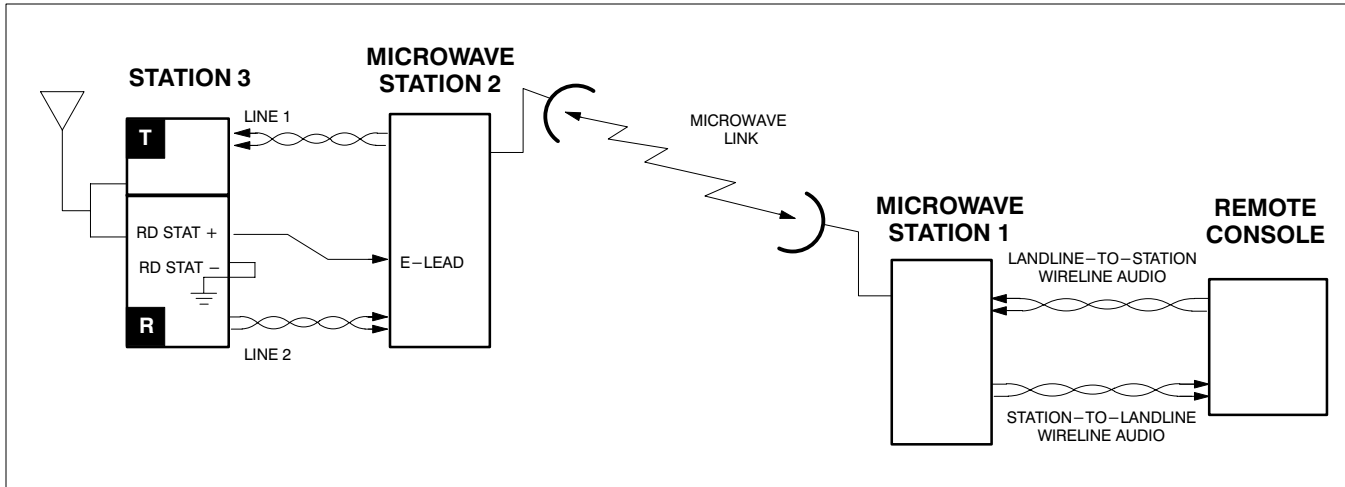 STATION 3
MICROWAVE
STATION 2
T
LINE 1
RD STAT +
RD STAT −
E−LEAD
R
LINE 2
MICROWAVE
LINK
MICROWAVE
STATION 1
REMOTE
CONSOLE
LANDLINE−TO−STATION
WIRELINE AUDIO
STATION−TO−LANDLINE
WIRELINE AUDIO